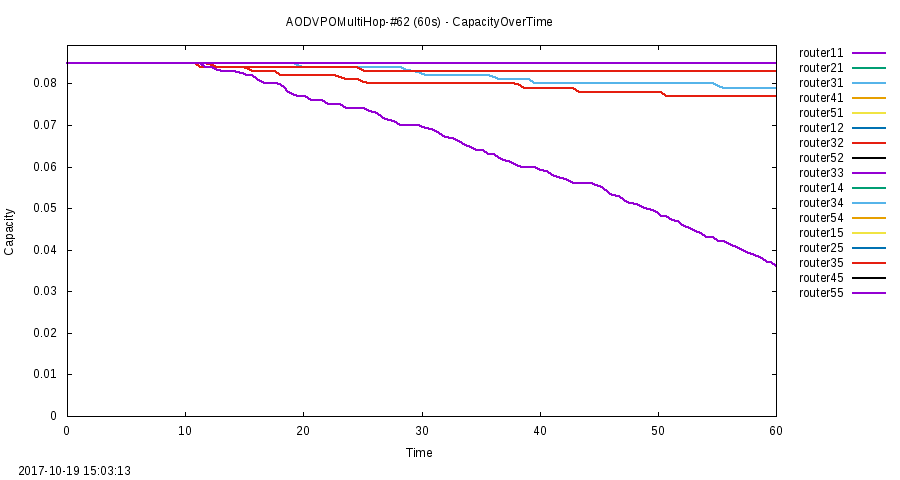 AODVPOMultiHop-#62 (60s) - CapacityOverTime
Capacity
0.08
0.07
0.06
0.05
0.04
0.03
0.02
0.01
0
0 10 20 30 40 50 60
Time
router11
router21
router31
router41
router51
router12
router32
router52
router33
router14
router34
router54
router15
router25
router35
router45
router55
2017-10-19 15:03:13